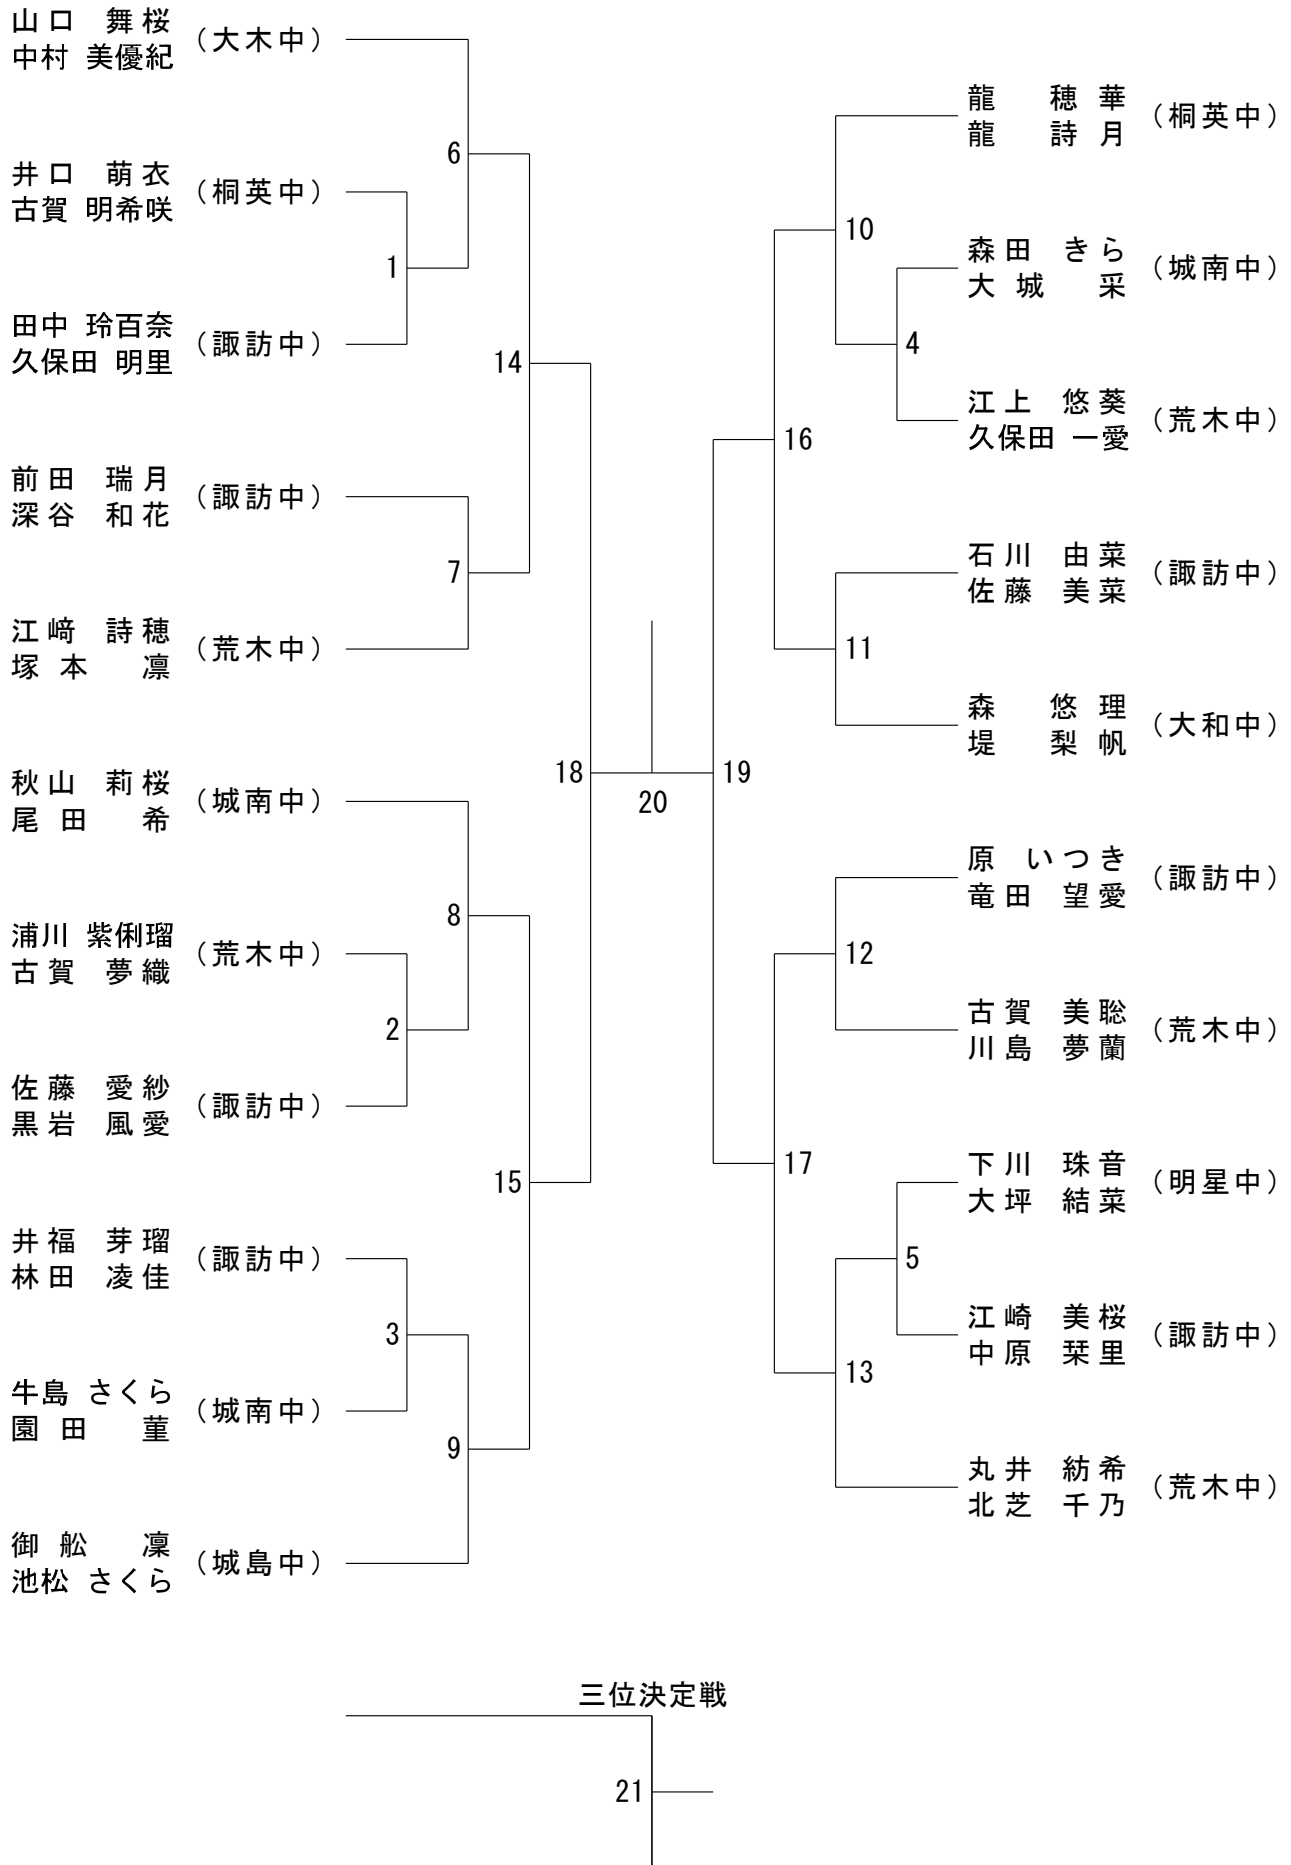 山口 舞桜
中村 美優紀
（大木中）
井口 萌衣
古賀 明希咲
（桐英中）
田中 玲百奈
久保田 明里
（諏訪中）
前田 瑞月
深谷 和花
（諏訪中）
江﨑 詩穂
塚本 凛
（荒木中）
秋山 莉桜
尾田 希
（城南中）
浦川 紫俐瑠
古賀 夢織
（荒木中）
佐藤 愛紗
黒岩 風愛
（諏訪中）
井福 芽瑠
林田 凌佳
（諏訪中）
牛島 さくら
園田 菫
（城南中）
御舩 凜
池松 さくら
（城島中）
6
1
14
7
18
8
2
15
3
9
20
19
16
10
4
11
12
17
5
13
龍 穂華
龍 詩月
（桐英中）
森田 きら
大城 采
（城南中）
江上 悠葵
久保田 一愛
（荒木中）
石川 由菜
佐藤 美菜
（諏訪中）
森 悠理
堤 梨帆
（大和中）
原 いつき
竜田 望愛
（諏訪中）
古賀 美聡
川島 夢蘭
（荒木中）
下川 珠音
大坪 結菜
（明星中）
江崎 美桜
中原 栞里
（諏訪中）
丸井 紡希
北芝 千乃
（荒木中）
三位決定戦
21